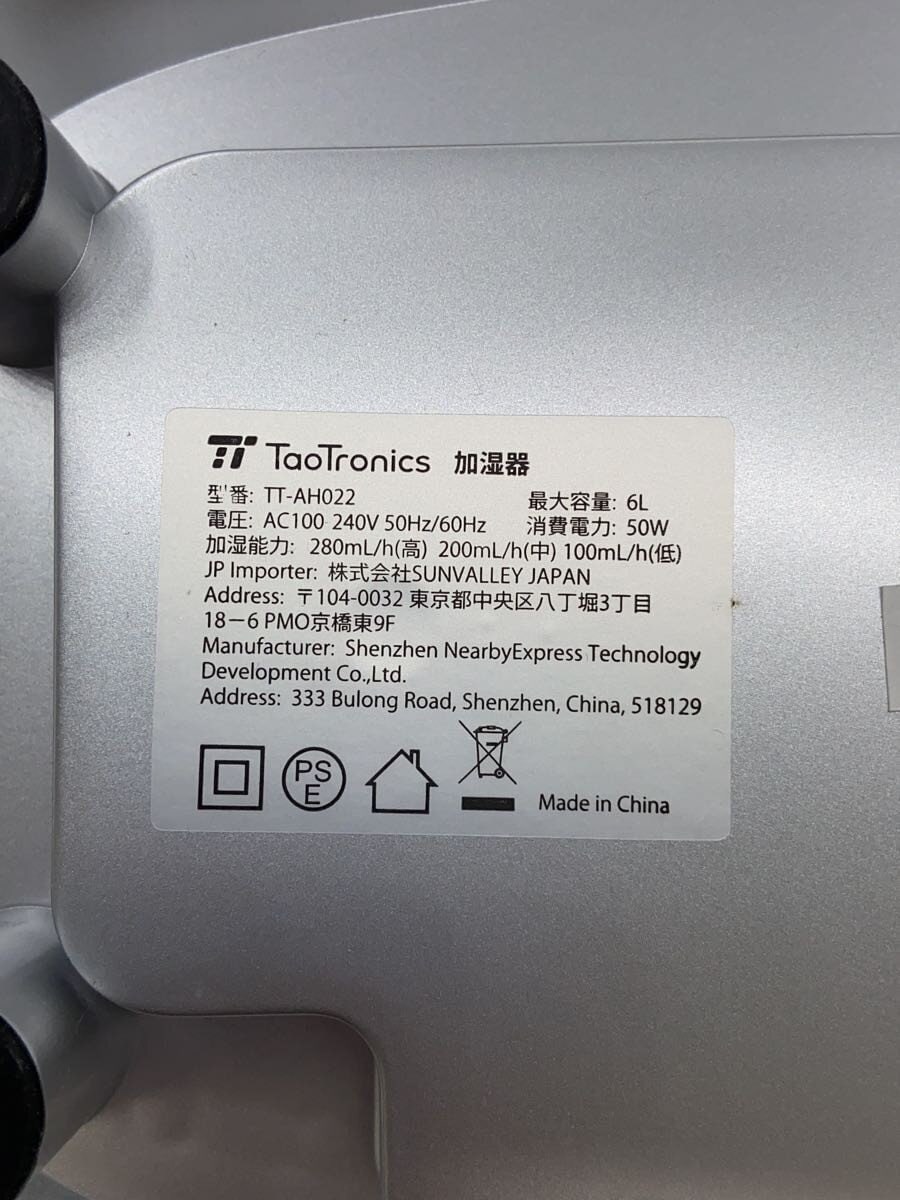 TaoTronics 加湿器
型番: TT-AH022 最大容量: 6L
電圧: AC100-240V 50Hz/60Hz 消費電力: 50W
加湿能力: 280mL/h(高) 200mL/h(中) 100mL/h(低)
JP Importer: 株式会社SUNVALLEY JAPAN
Address: 〒104-0032 東京都中央区八丁堀3丁目
18－6 PMO京橋東9F
Manufacturer: Shenzhen NearbyExpress Technology
Development Co.,Ltd.
Address: 333 Bulong Road, Shenzhen, China, 518129
PS
E
Made in China